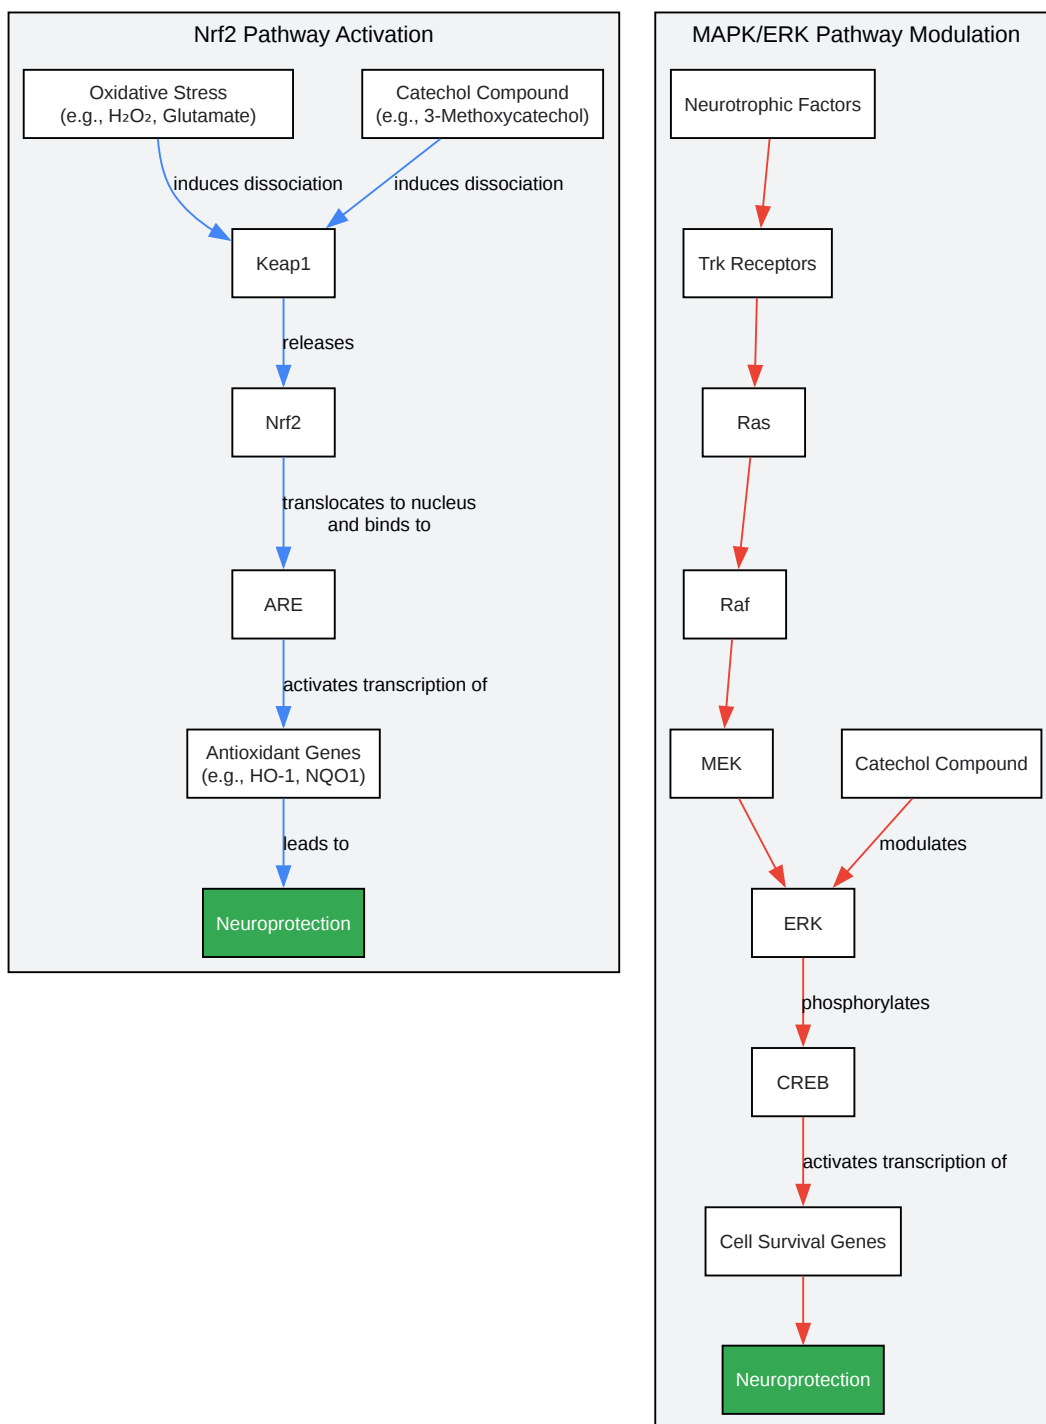 Nrf2 Pathway Activation
Oxidative Stress
(e.g., H₂O₂, Glutamate)
Catechol Compound
(e.g., 3-Methoxycatechol)
induces dissociation
induces dissociation
Keap1
releases
Nrf2
translocates to nucleus
and binds to
ARE
activates transcription of
Antioxidant Genes
(e.g., HO-1, NQO1)
leads to
Neuroprotection
MAPK/ERK Pathway Modulation
Neurotrophic Factors
Trk Receptors
Ras
Raf
MEK
Catechol Compound
modulates
ERK
phosphorylates
CREB
activates transcription of
Cell Survival Genes
Neuroprotection